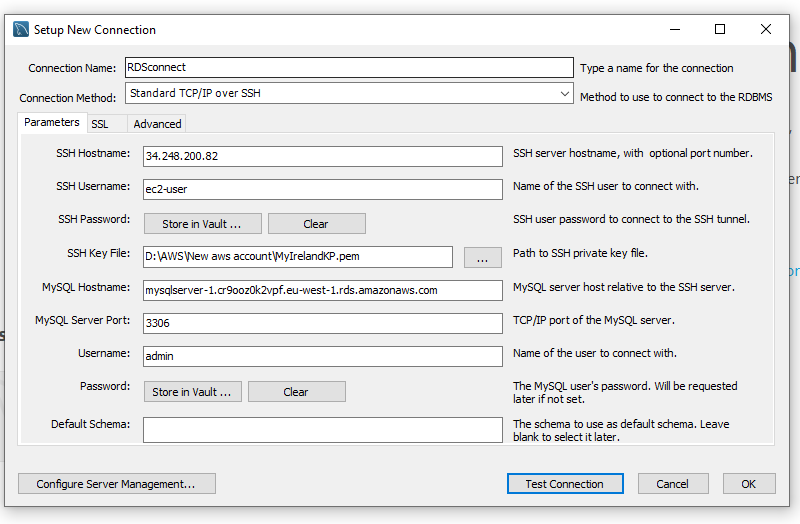 Setup New Connection
Connection Name: RDSconnect Type a name for the connection
Connection Method: Standard TCP/IP over SSH Method to use to connect to the RDBMS
Parameters SSL Advanced
SSH Hostname: 34.248.200.82 SSH server hostname, with optional port number.
SSH Username: ec2-user Name of the SSH user to connect with.
SSH Password: Store in Vault ... Clear SSH user password to connect to the SSH tunnel.
SSH Key File: D:\AWS\New aws account\MyIrelandKP.pem ... Path to SSH private key file.
MySQL Hostname: mysqlserver-1.cr9ooz0k2vpf.eu-west-1.rds.amazonaws.com MySQL server host relative to the SSH server.
MySQL Server Port: 3306 TCP/IP port of the MySQL server.
Username: admin Name of the user to connect with.
Password: Store in Vault ... Clear The MySQL user's password. Will be requested
later if not set.
Default Schema: The schema to use as default schema. Leave
blank to select it later.
Configure Server Management... Test Connection Cancel OK